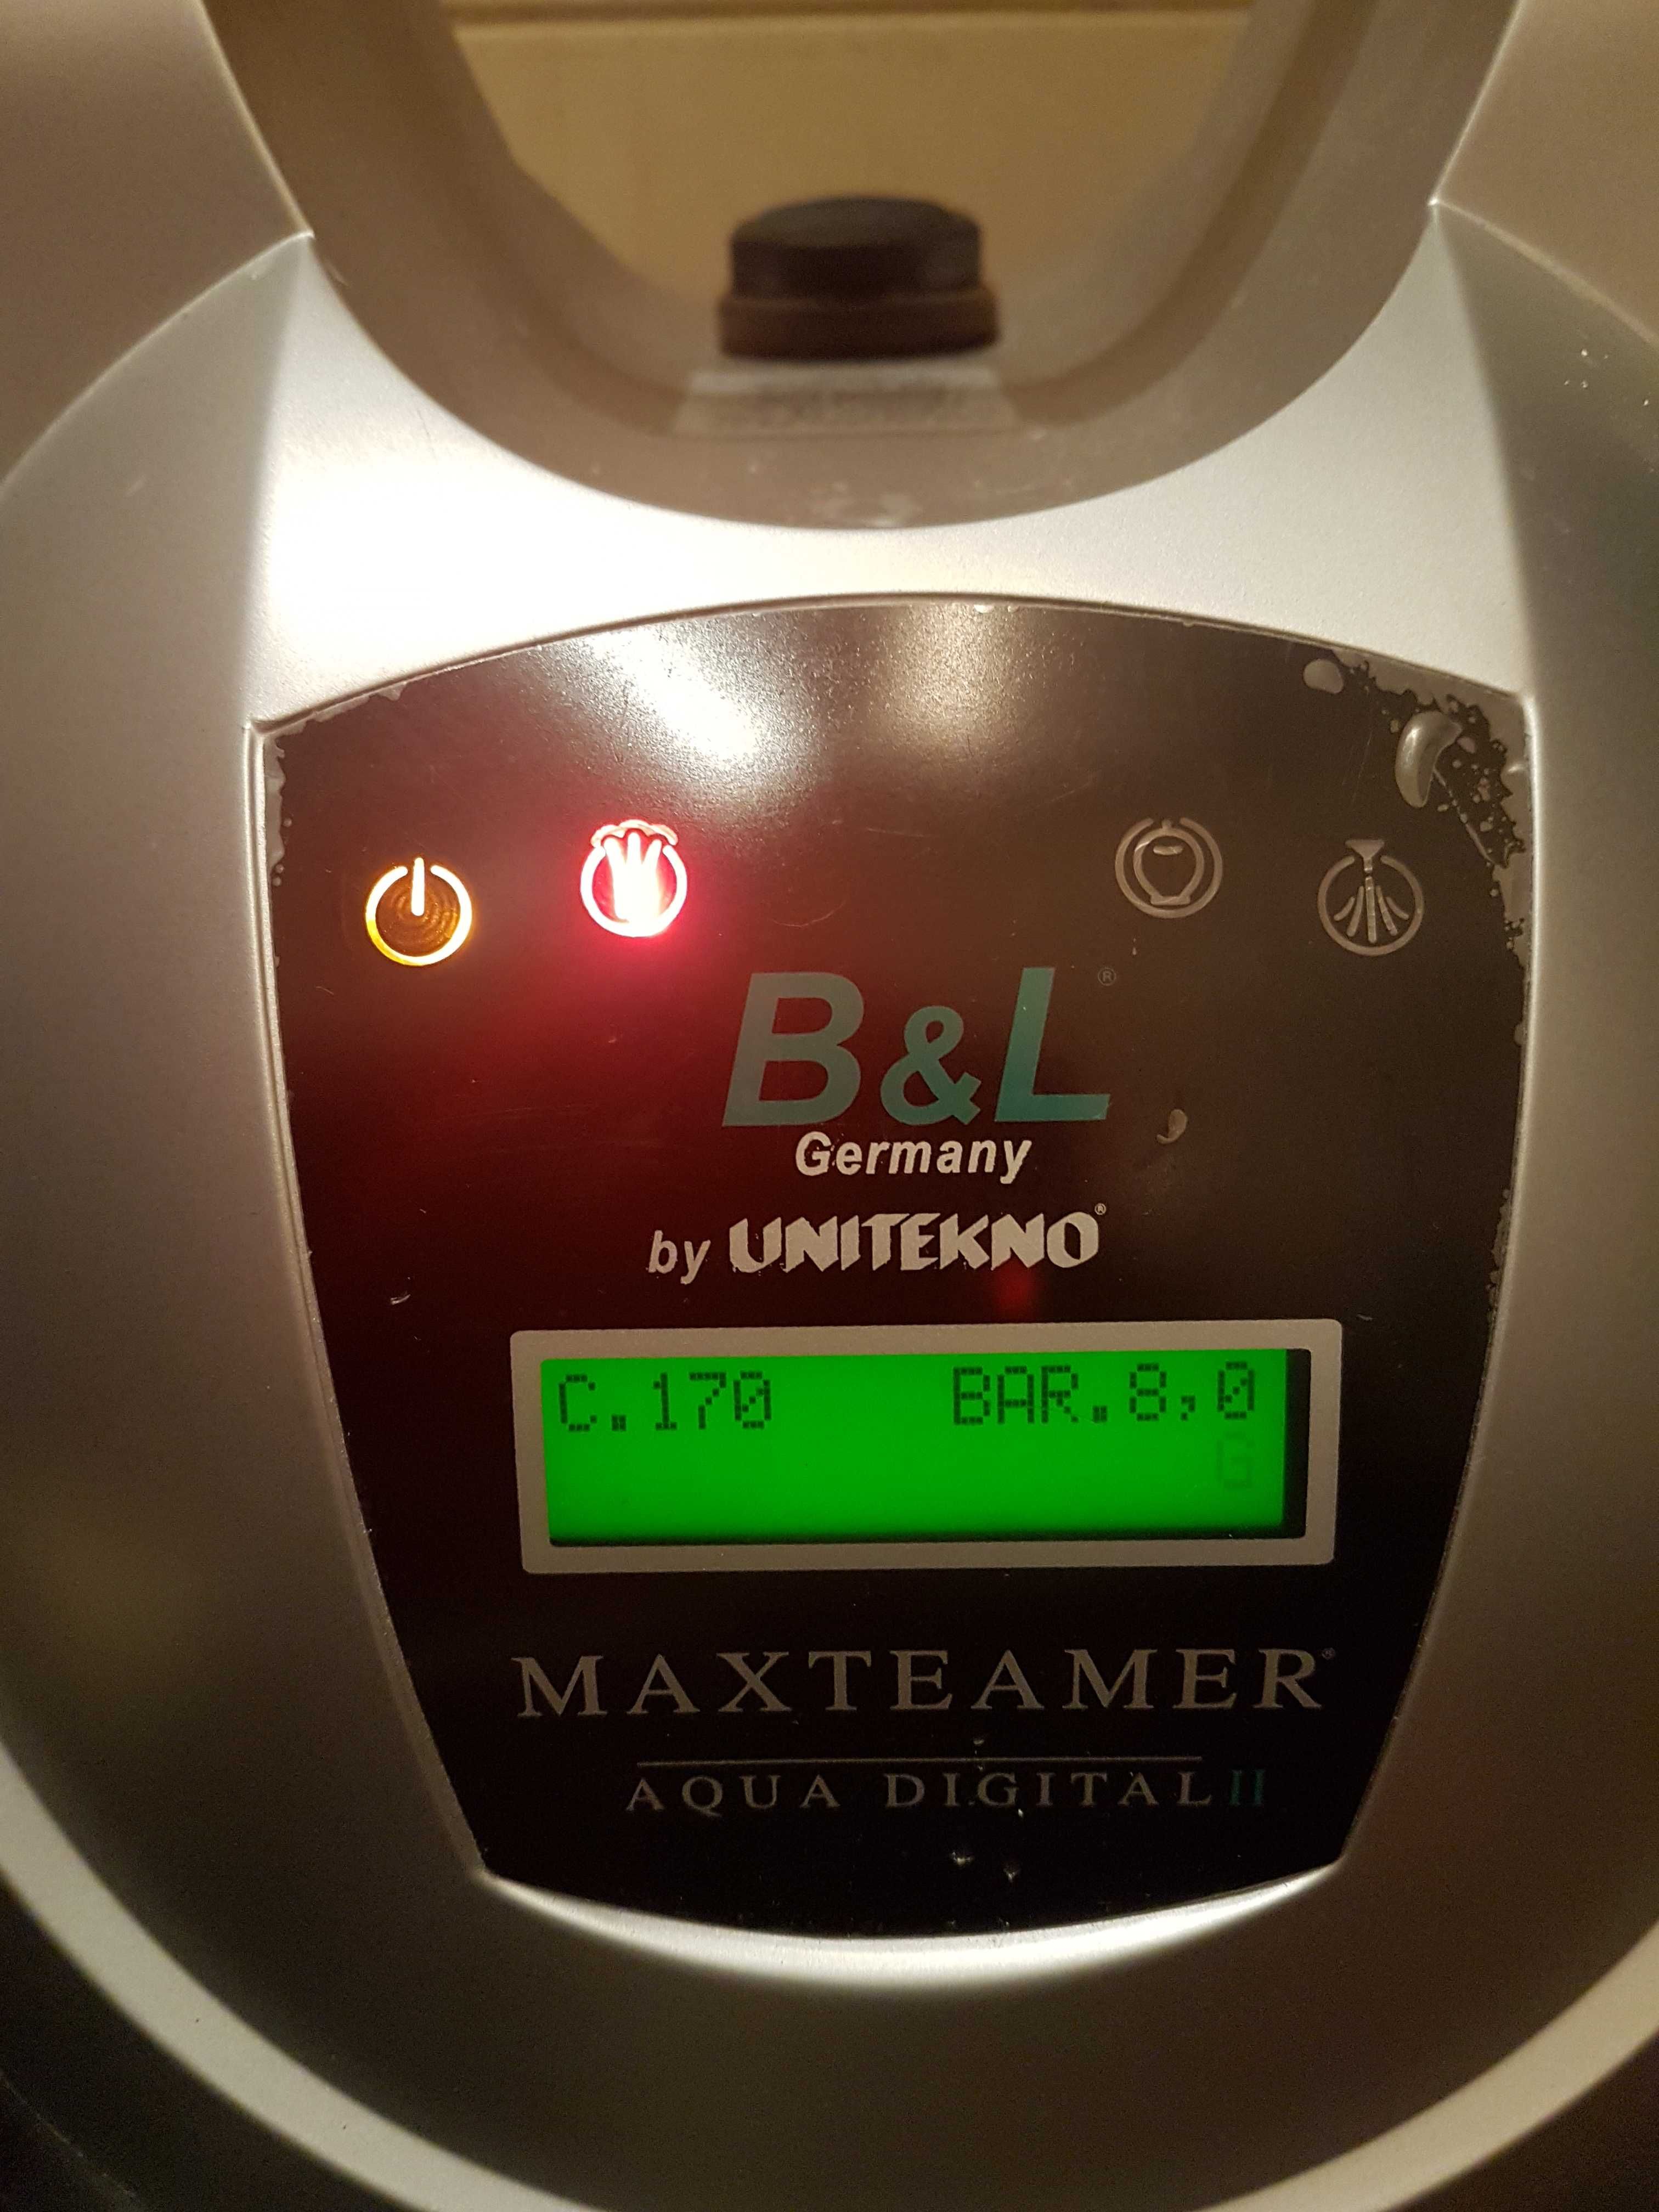 B&L®
Germany
by UNITEKNO®
C.170 BAR.8,0
G
MAXTEAMER®
AQUA DIGITAL II